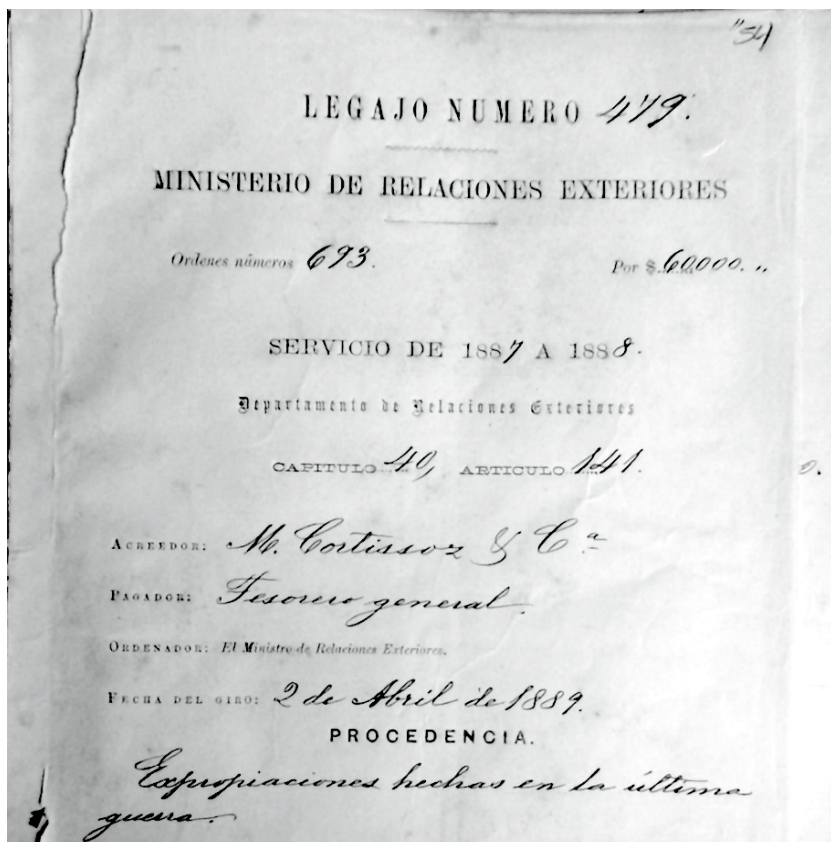 "54
LEGAJO NUMERO 479.
MINISTERIO DE RELACIONES EXTERIORES
Ordenes números 693. Por $ 60000. "
SERVICIO DE 1887 A 1888.
Departamento de Relaciones Exteriores
CAPITULO 40, ARTICULO 141.
ACREEDOR: M. Cortissoz & Cª
PAGADOR: Tesorero general.
ORDENADOR: El Ministro de Relaciones Exteriores.
FECHA DEL GIRO: 2 de Abril de 1889.
PROCEDENCIA.
Expropiaciones hechas en la última
guerra.